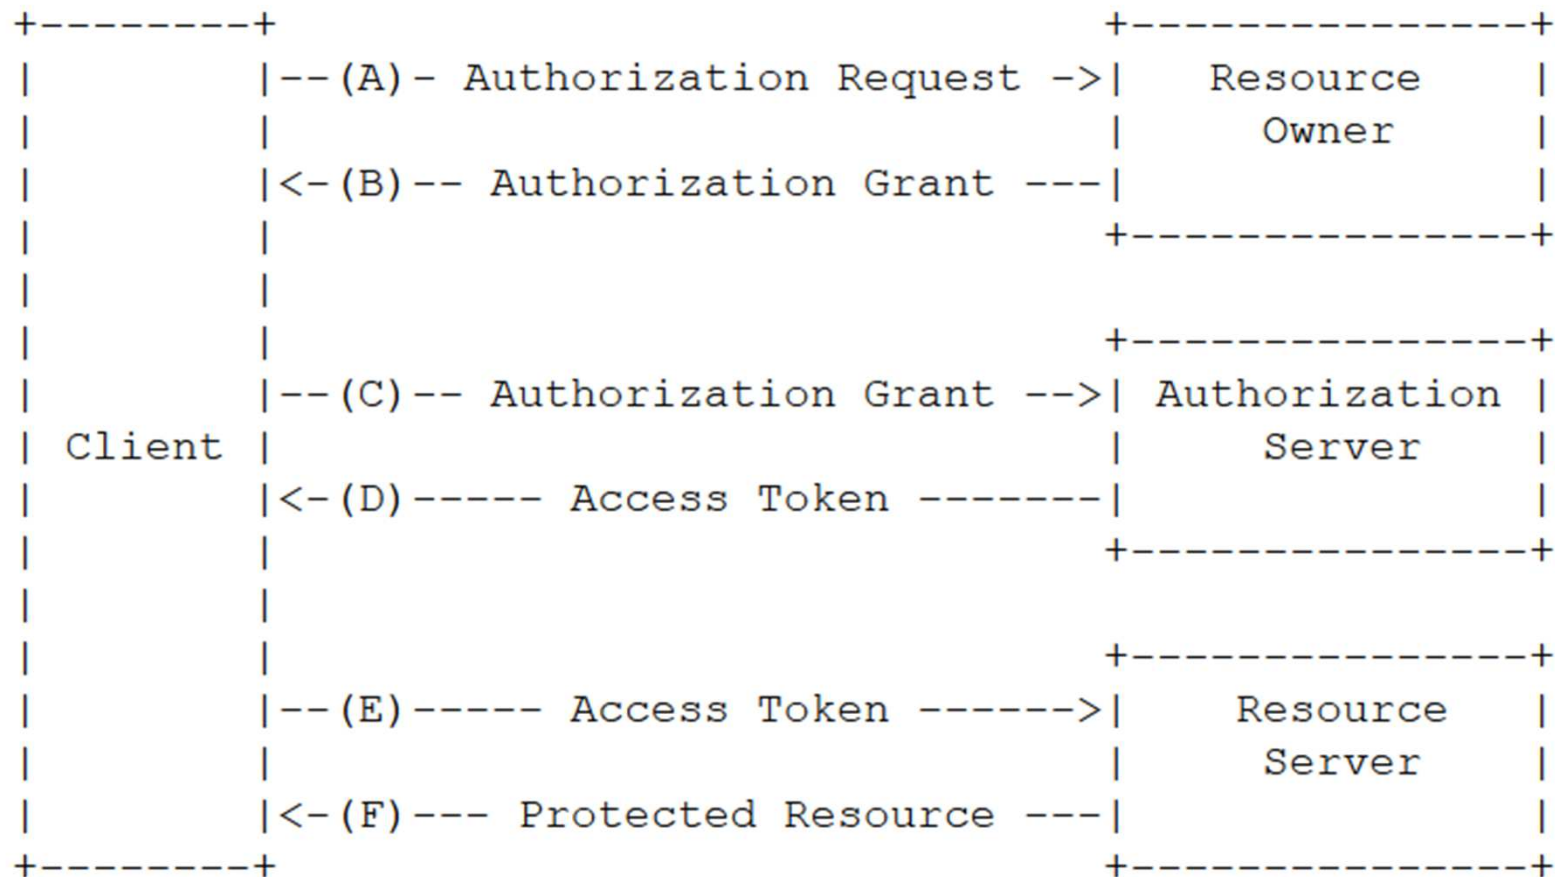 +--------+                               +---------------+
|        |--(A)- Authorization Request ->|   Resource    |
|        |                               |     Owner     |
|        |<-(B)-- Authorization Grant ---|               |
|        |                               +---------------+
|        |
|        |                               +---------------+
|        |--(C)-- Authorization Grant -->| Authorization |
| Client |                               |     Server    |
|        |<-(D)----- Access Token -------|               |
|        |                               +---------------+
|        |
|        |                               +---------------+
|        |--(E)----- Access Token ------>|    Resource   |
|        |                               |     Server    |
|        |<-(F)--- Protected Resource ---|               |
+--------+                               +---------------+